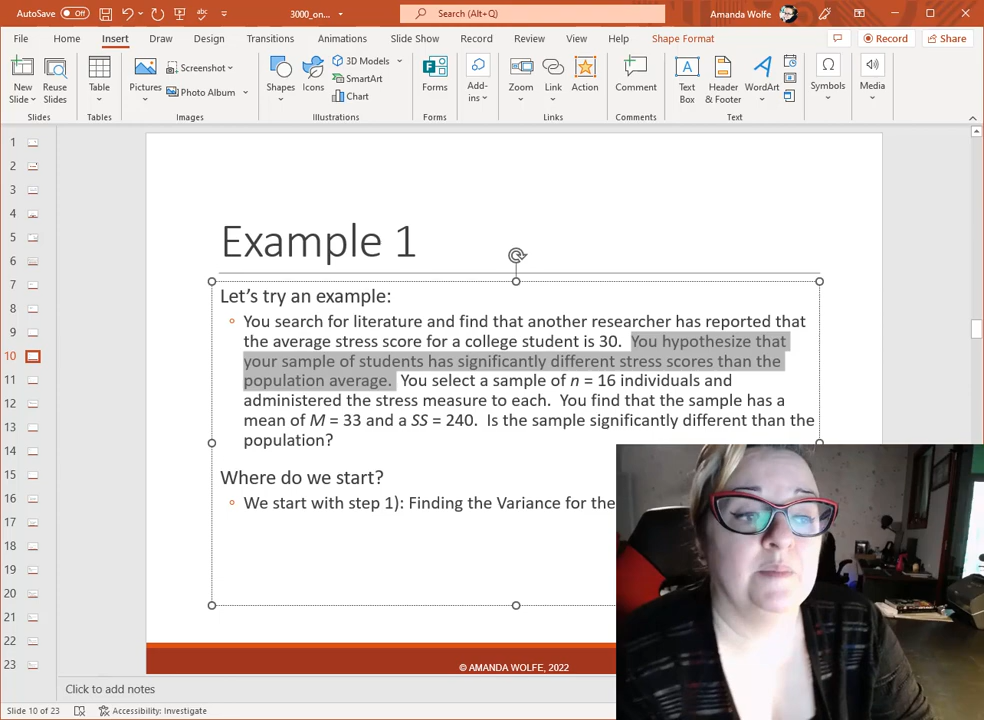 AutoSave Off 3000_on... Search (Alt+Q) Amanda Wolfe
File Home Insert Draw Design Transitions Animations Slide Show Record Review View Help Shape Format Record Share
New Slide Reuse Slides Table Pictures Screenshot Photo Album Shapes Icons 3D Models SmartArt Chart Forms Add-ins Zoom Link Action Comment Text Box Header & Footer WordArt Symbols Media
Slides Tables Images Illustrations Forms Links Comments Text
1
2
3
4
5
6
7
8
9
10
11
12
13
14
15
16
17
18
19
20
21
22
23
Example 1
Let's try an example:
You search for literature and find that another researcher has reported that
the average stress score for a college student is 30. You hypothesize that
your sample of students has significantly different stress scores than the
population average. You select a sample of n = 16 individuals and
administered the stress measure to each. You find that the sample has a
mean of M = 33 and a SS = 240. Is the sample significantly different than the
population?
Where do we start?
We start with step 1): Finding the Variance for the
© AMANDA WOLFE, 2022
Click to add notes
Slide 10 of 23 Accessibility: Investigate